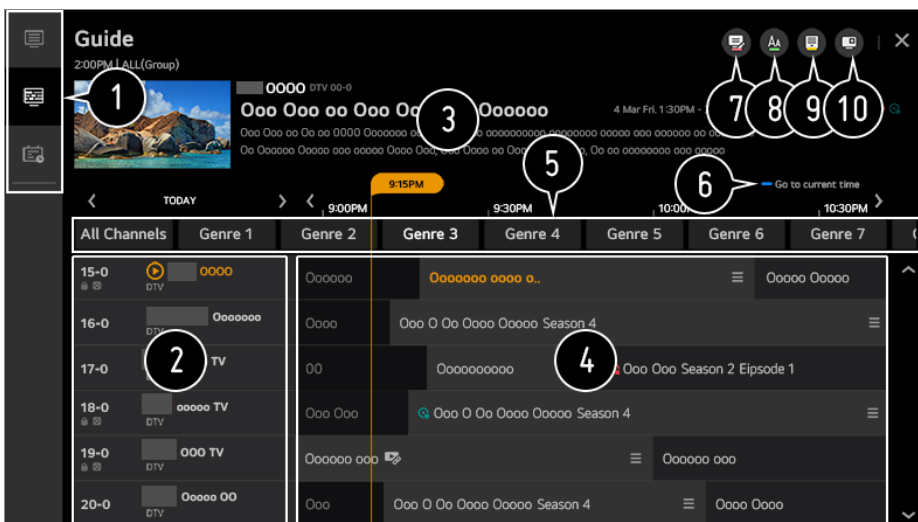 Guide
2:00PM | ALL(Group)
0000 DTV 00-0
Ooo Ooo oo Ooo Oooooo
4 Mar Fri. 1:30PM -
TODAY
9:15PM
Go to current time
9:00PM 9:30PM 10:30PM
All Channels Genre 1 Genre 2 Genre 3 Genre 4 Genre 5 Genre 6 Genre 7
15-0 DTV 0000 Oooooo Ooooooo oooo o.. Ooooo Ooooo
16-0 DTV Ooooooo Oooo Ooo O Oo Oooo Ooooo Season 4
17-0 TV 00 Oooooooooo Ooo Ooo Season 2 Eipsode 1
18-0 DTV ooooo TV Ooo Ooo Ooo O Oo Oooo Ooooo Season 4
19-0 DTV OOO TV Oooooo ooo Oooooo ooo
20-0 DTV Ooooo OO Ooo Ooo O Oo Oooo Ooooo Season 4 Oooo Oooo
1
2
3
4
5
6
7
8
9
10